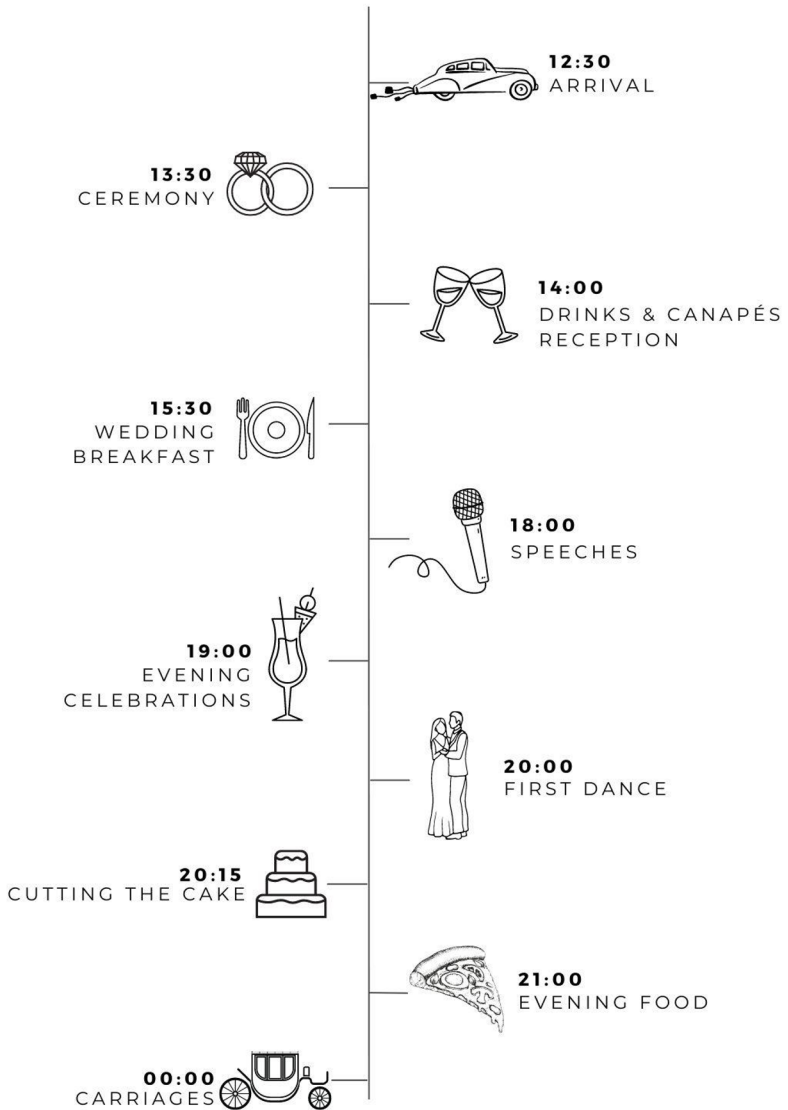 12:30
ARRIVAL
13:30
CEREMONY
14:00
DRINKS & CANAPÉS
RECEPTION
15:30
WEDDING
BREAKFAST
18:00
SPEECHES
19:00
EVENING
CELEBRATIONS
20:00
FIRST DANCE
20:15
CUTTING THE CAKE
21:00
EVENING FOOD
00:00
CARRIAGES